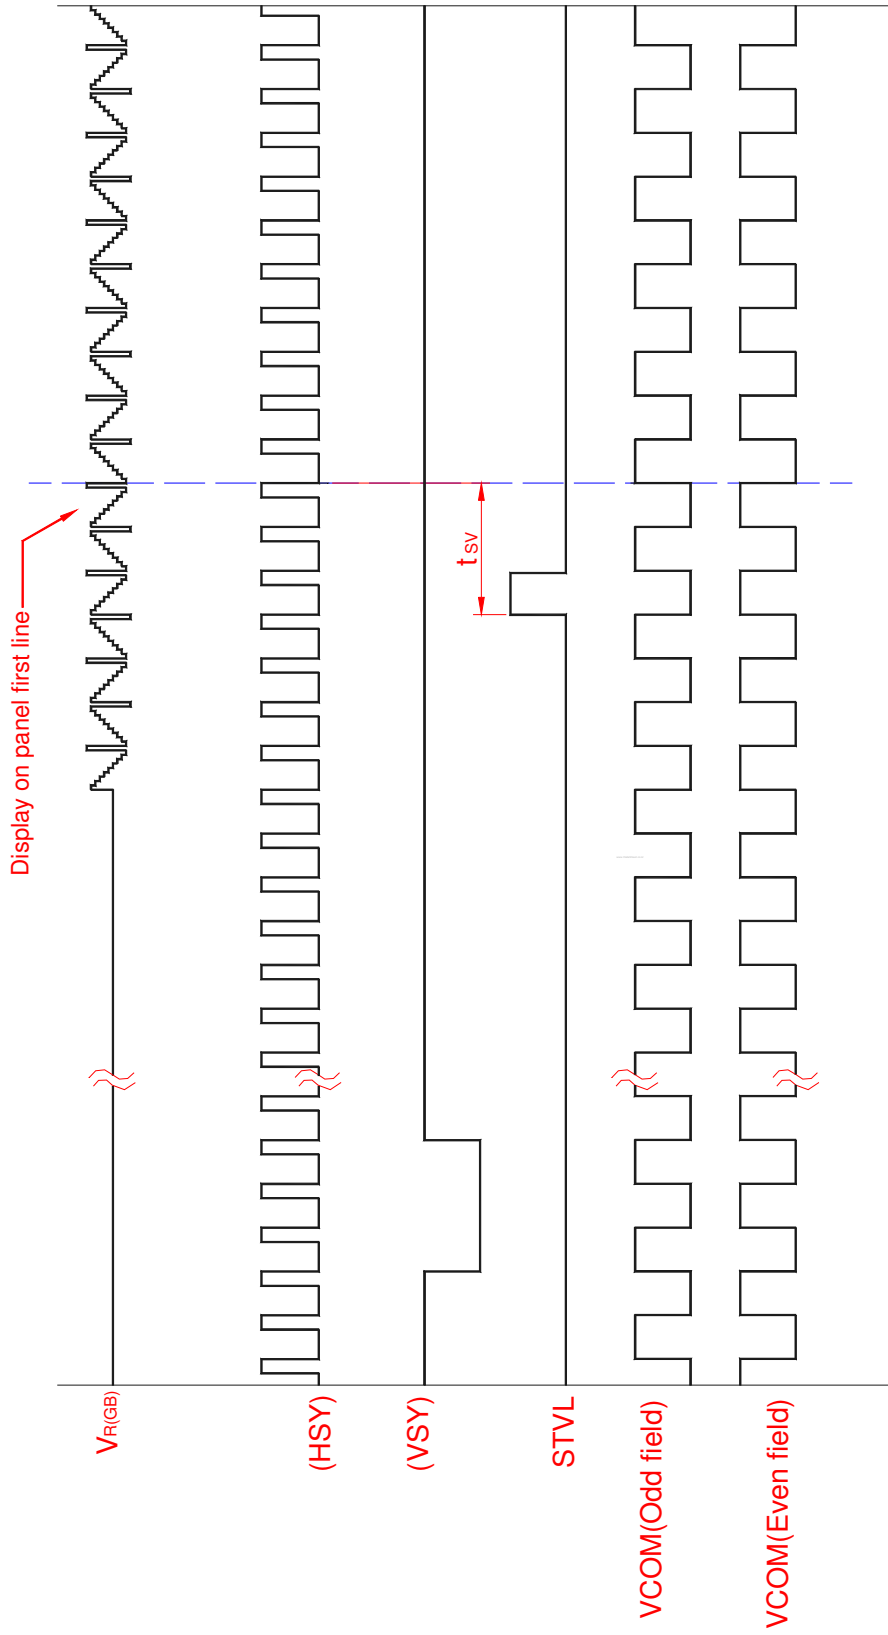 Display on panel first line
VR(GB)
(HSY)
(VSY)
tSV
STVL
VCOM(Odd field)
VCOM(Even field)